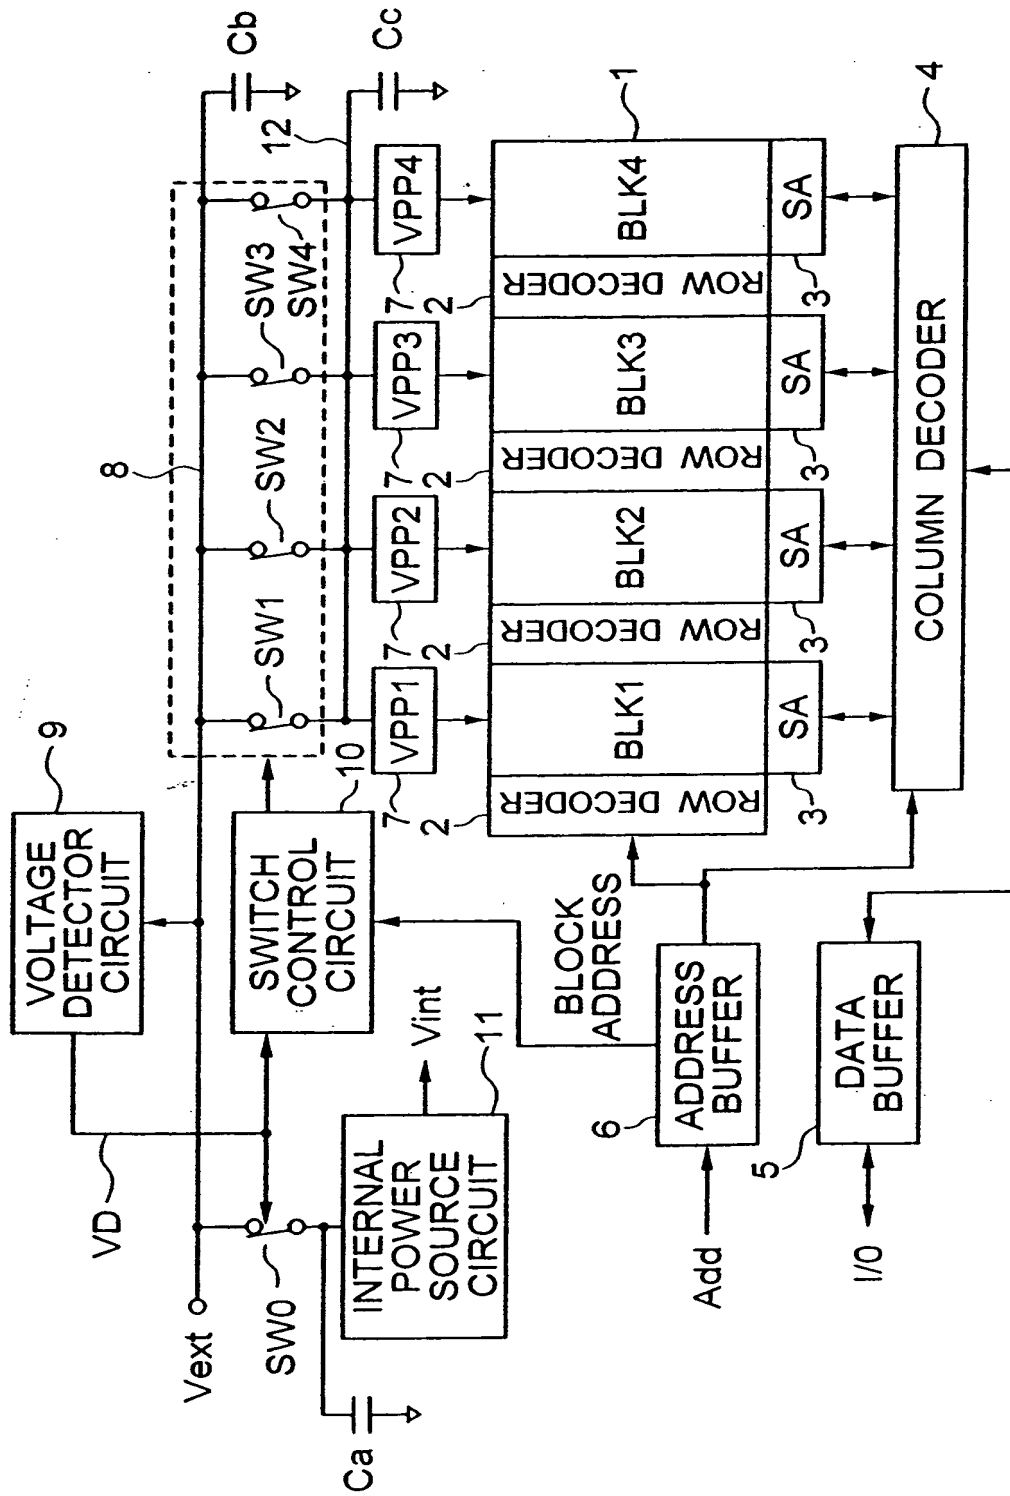 Cb
Cc
12
8
SW1
SW2
SW3
SW4
9
VOLTAGE
DETECTOR
CIRCUIT
VD
Vext
SW0
Ca
10
SWITCH
CONTROL
CIRCUIT
INTERNAL
POWER
SOURCE
CIRCUIT
11
Vint
VPP1
VPP2
VPP3
VPP4
7
7
7
7
2
2
2
2
1
ROW DECODER
BLK1
ROW DECODER
BLK2
ROW DECODER
BLK3
ROW DECODER
BLK4
SA
SA
SA
SA
3
3
3
3
4
COLUMN DECODER
BLOCK
ADDRESS
Add
6
ADDRESS
BUFFER
I/0
5
DATA
BUFFER